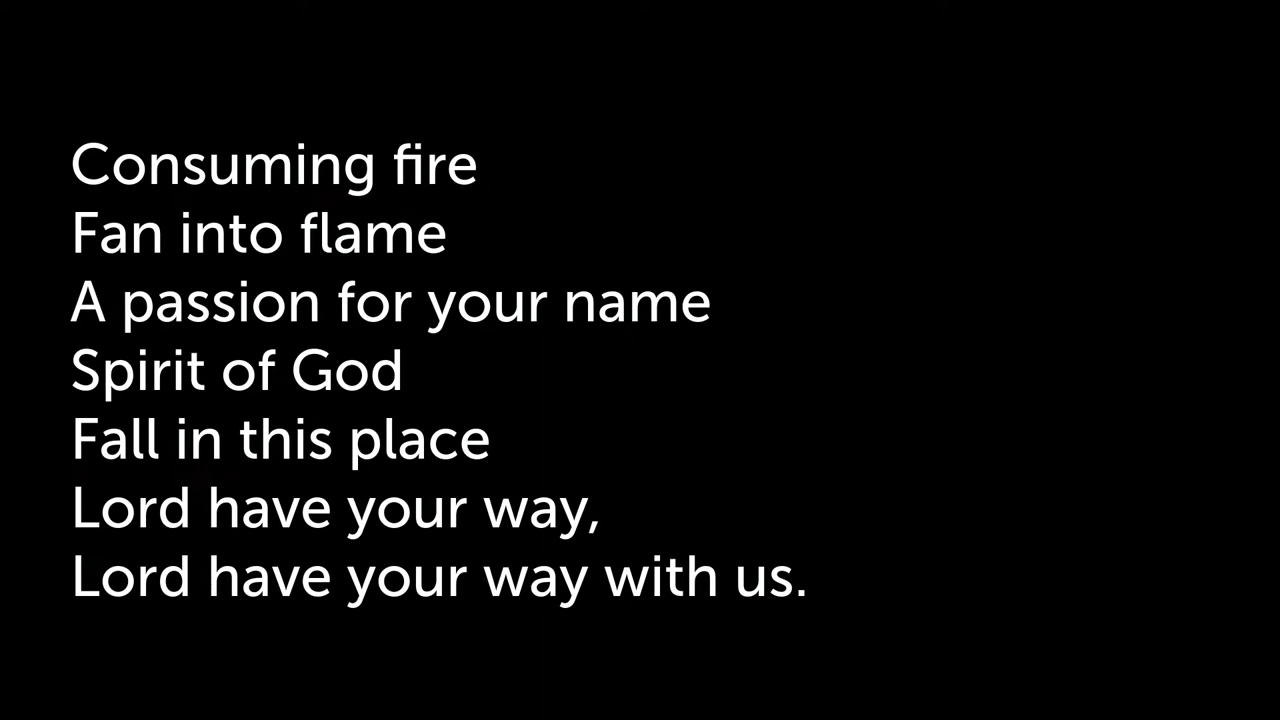 Consuming fire
Fan into flame
A passion for your name
Spirit of God
Fall in this place
Lord have your way,
Lord have your way with us.